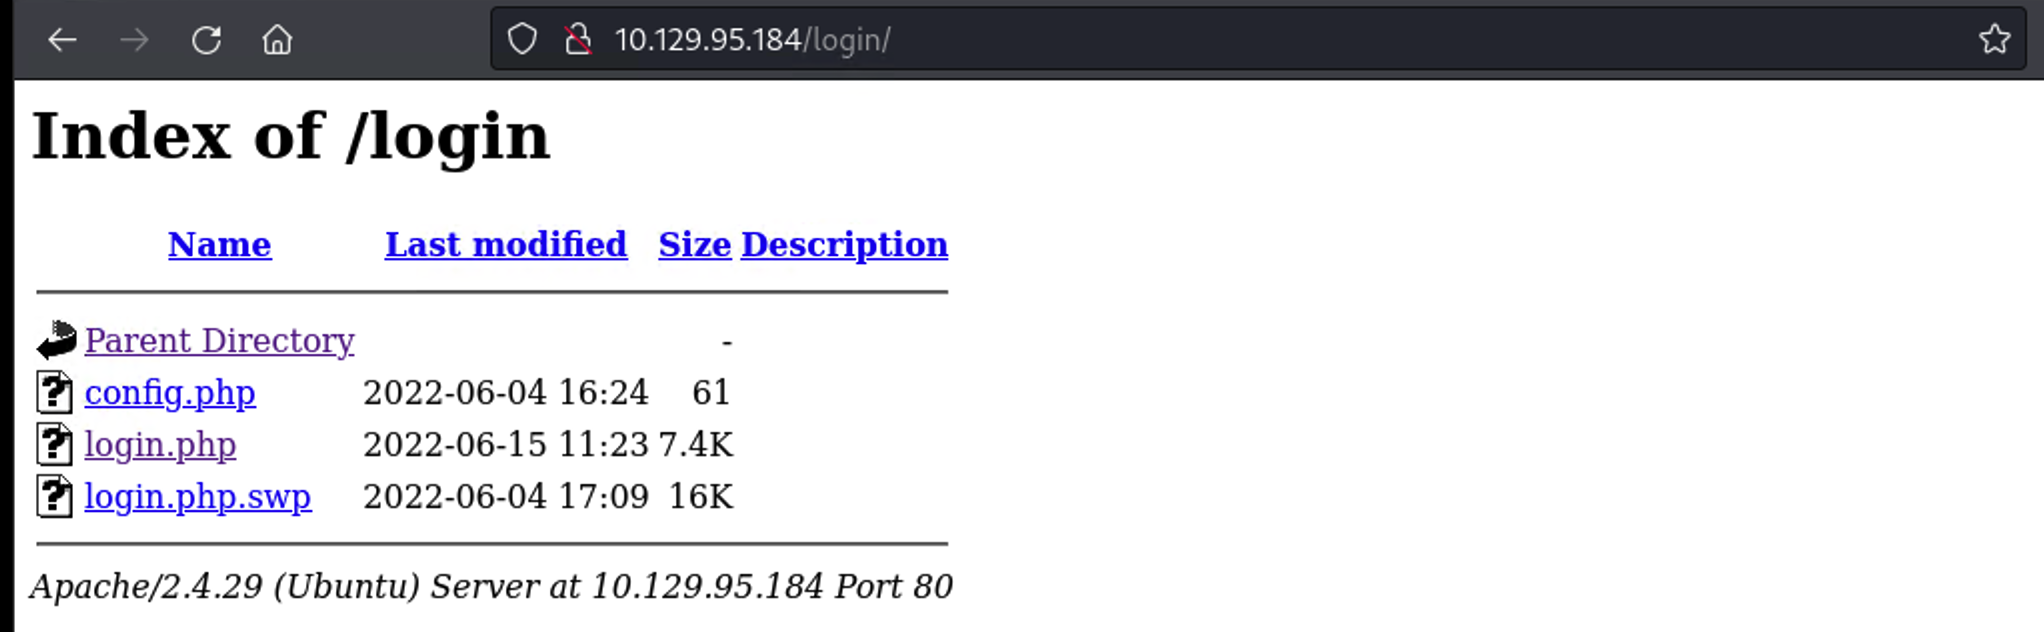 10.129.95.184/login/
Index of /login
Name Last modified Size Description
Parent Directory -
config.php 2022-06-04 16:24 61
login.php 2022-06-15 11:23 7.4K
login.php.swp 2022-06-04 17:09 16K
Apache/2.4.29 (Ubuntu) Server at 10.129.95.184 Port 80